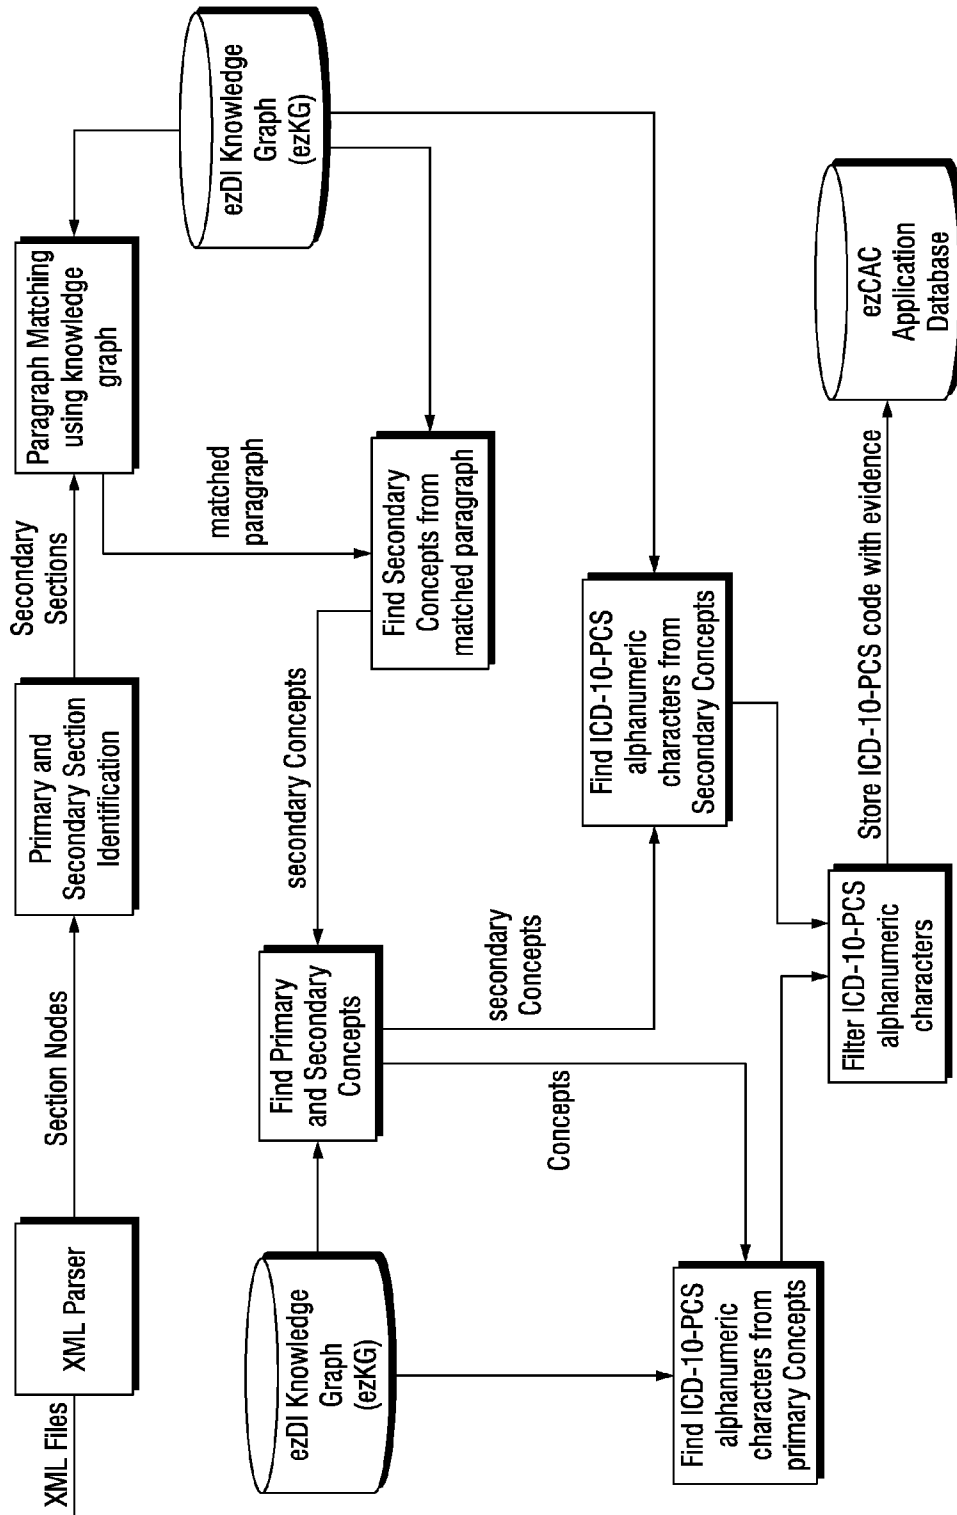 XML Files
XML Parser
Section Nodes
Primary and
Secondary Section
Identification
Secondary
Sections
Paragraph Matching
using knowledge
graph
matched
paragraph
ezDI Knowledge
Graph
(ezKG)
Find Secondary
Concepts from
matched paragraph
secondary Concepts
ezDI Knowledge
Graph
(ezKG)
Find Primary
and Secondary
Concepts
secondary
Concepts
Concepts
Find ICD-10-PCS
alphanumeric
characters from
Secondary Concepts
Find ICD-10-PCS
alphanumeric
characters from
primary Concepts
Filter ICD-10-PCS
alphanumeric
characters
Store ICD-10-PCS code with evidence
ezCAC
Application
Database